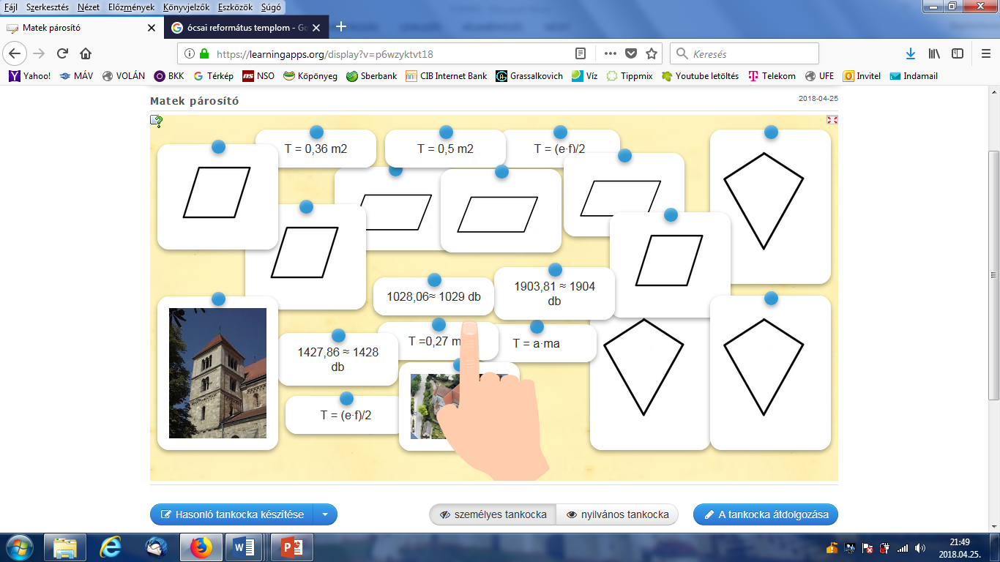 Fájl Szerkesztés Nézet Előzmények Könyvjelzők Eszközök Súgó
Matek párosító
ócsai református templom - Go
https://learningapps.org/display?v=p6wzyktvt18
Keresés
Yahoo! MÁV VOLÁN BKK Térkép NSO Köpönyeg Sberbank CIB Internet Bank Grassalkovich Víz Tippmix Youtube letöltés Telekom UFE Invitel Indamail
Matek párosító
2018-04-25
T = 0,36 m2
T = 0,5 m2
T = (e·f)/2
1028,06≈ 1029 db
1903,81 ≈ 1904
db
T =0,27 m
T = a·ma
1427,86 ≈ 1428
db
T = (e·f)/2
Hasonló tankocka készítése
személyes tankocka
nyilvános tankocka
A tankocka átdolgozása
21:49
2018.04.25.